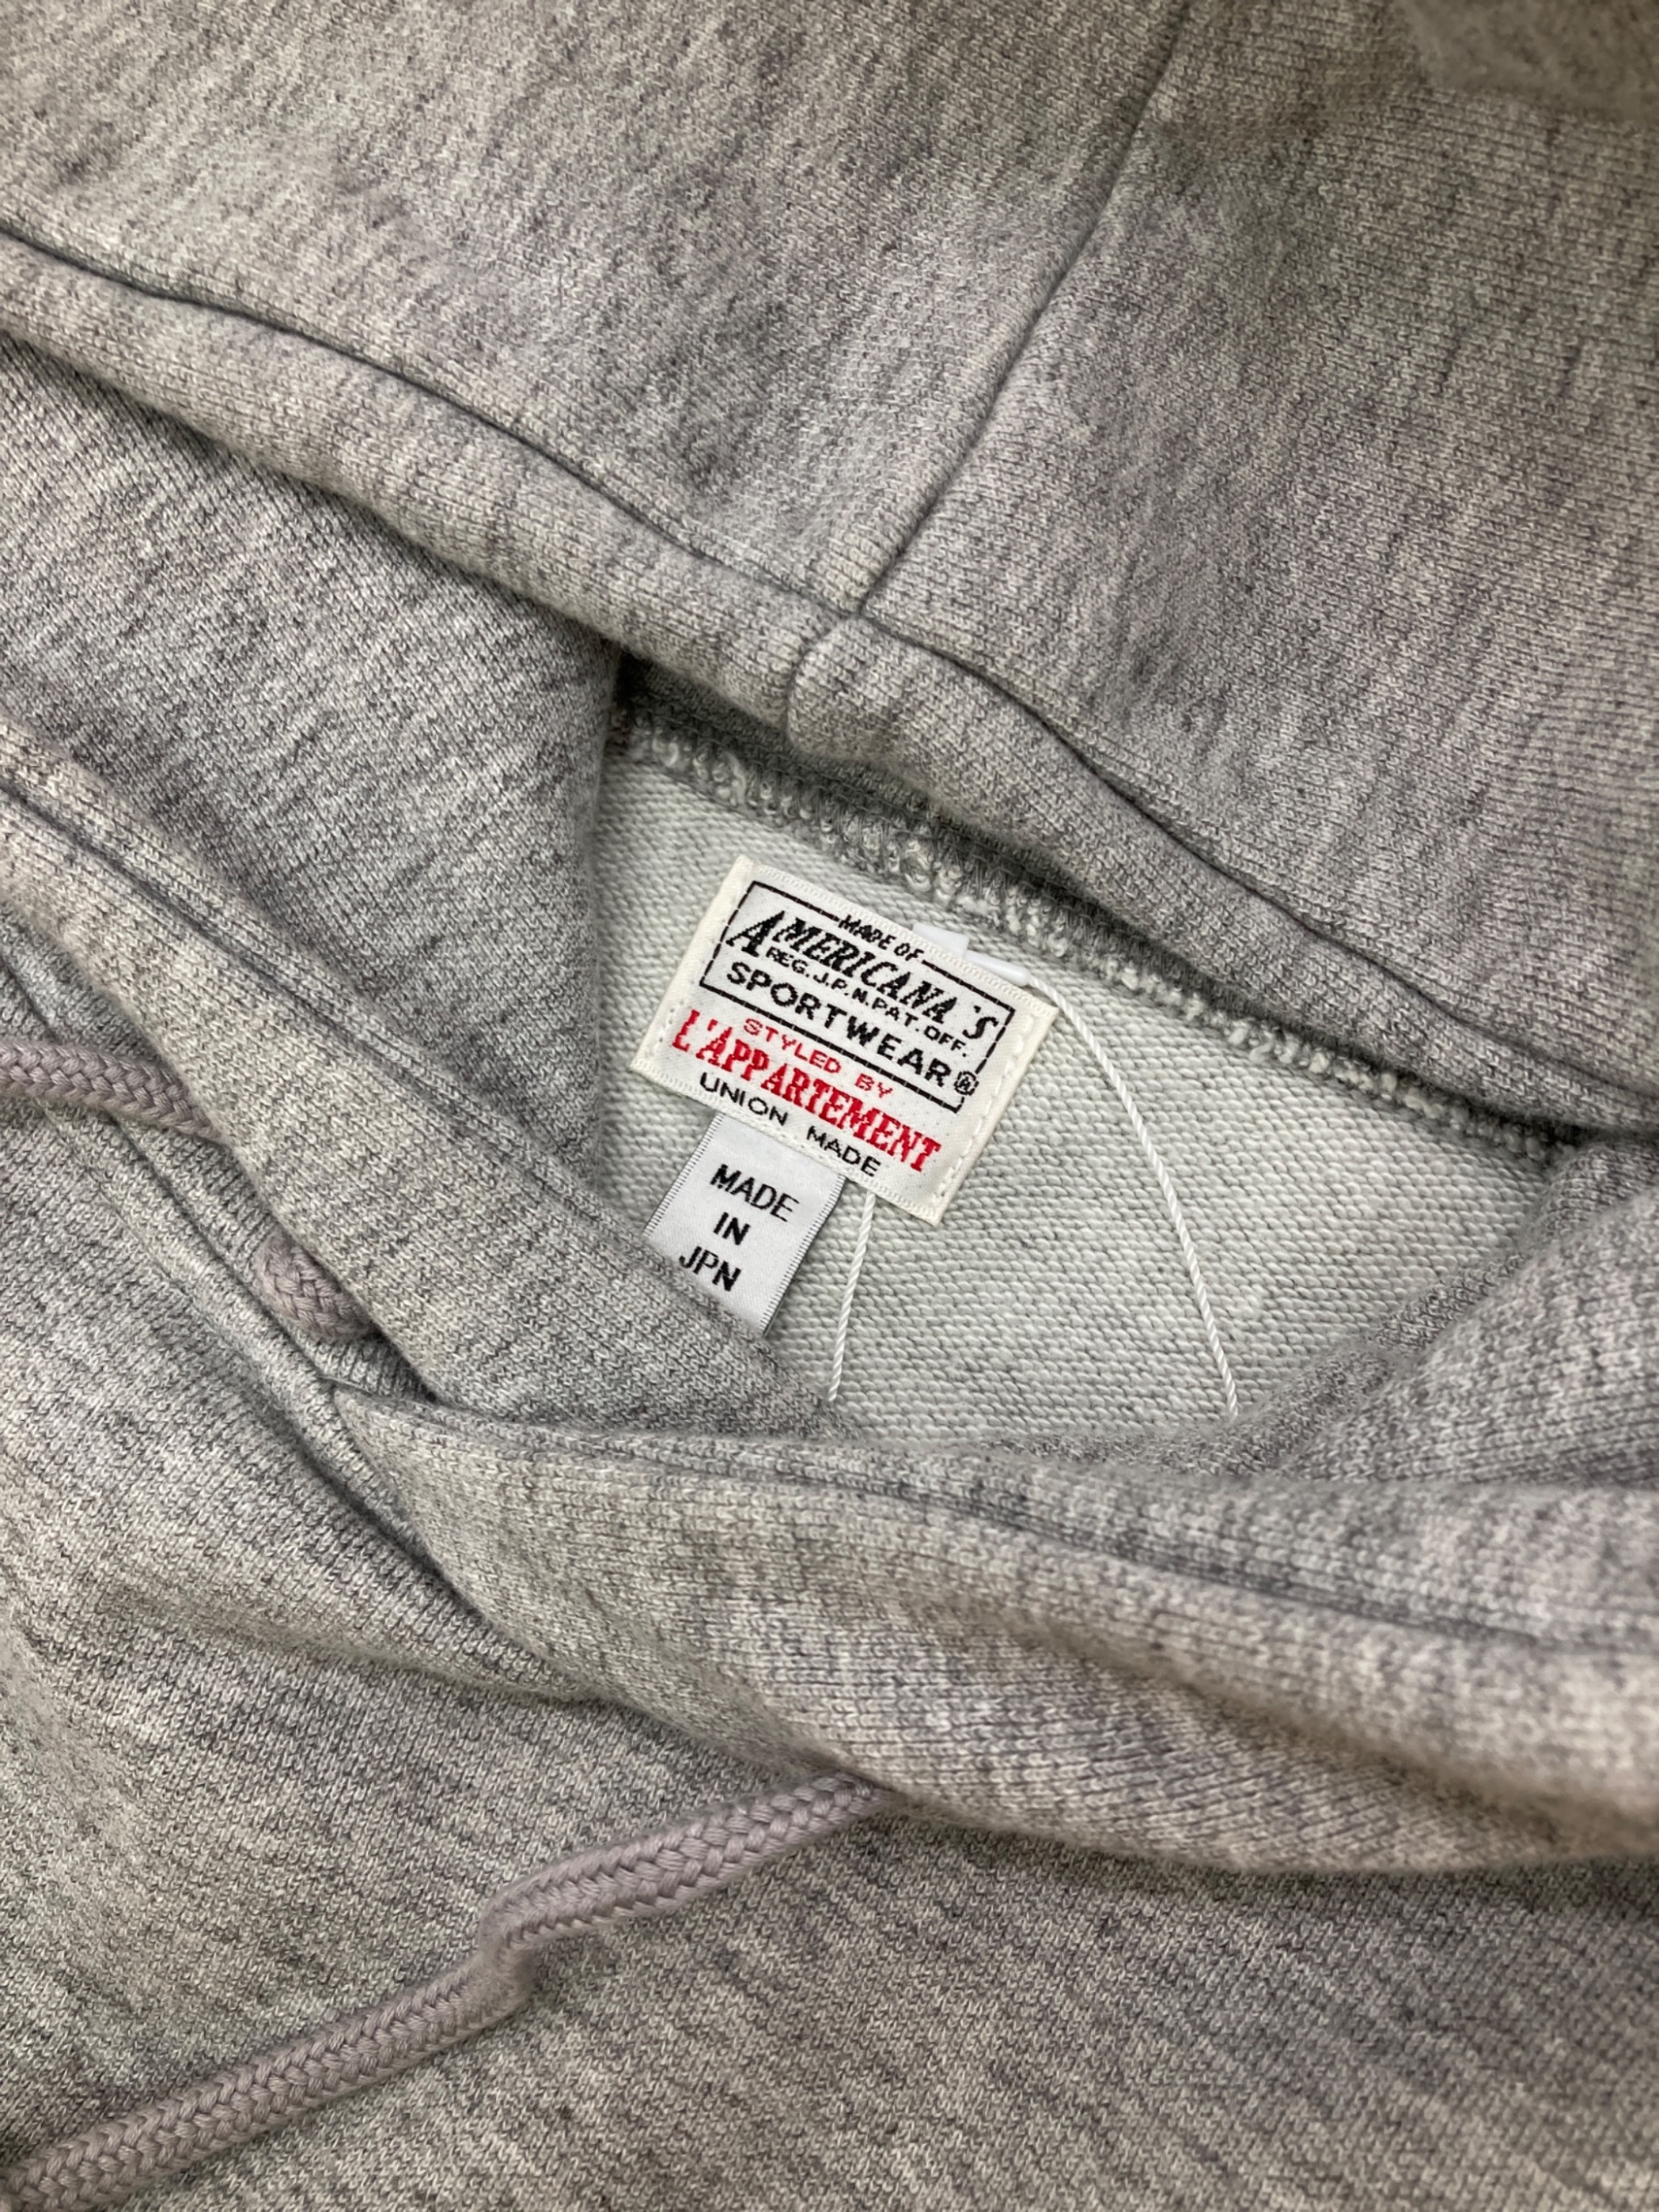 MADE OF
AMERICANA'S
REG.J.P.N.PAT.OFF.
SPORTWEAR®
STYLED BY
L'APPARTEMENT
UNION MADE
MADE
IN
JPN